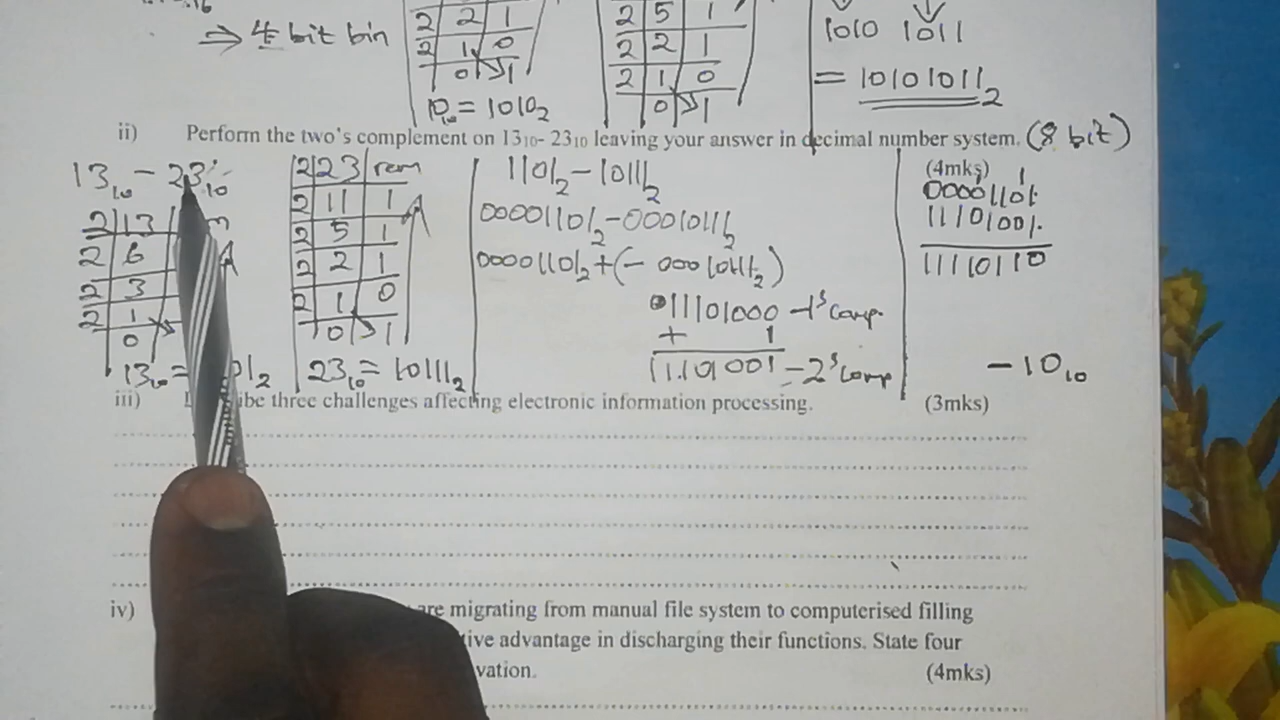 ⇒ 4 bit bin
2 2 1
2 1 0
0 1
10₁₀ = 1010₂
2 5 1
2 2 1
2 1 0
0 1
1010 1011
= 10101011₂
ii) Perform the two's complement on 13₁₀- 23₁₀ leaving your answer in decimal number system. (8 bit)
(4mks)
13₁₀ - 23₁₀
2 13
2 6
2 3
2 1
0
13₁₀ =
2 23 rem
2 11 1
2 5 1
2 2 1
2 1 0
0 1
23₁₀ = 10111₂
1101₂ - 10111₂
00001101₂ - 00010111₂
00001101₂ + (- 00010111₂)
11101000 - 1's comp.
+ 1
11101001 - 2's comp
00001101
11101001
11110110
- 10₁₀
iii) three challenges affecting electronic information processing. (3mks)
iv) are migrating from manual file system to computerised filling
advantage in discharging their functions. State four
(4mks)